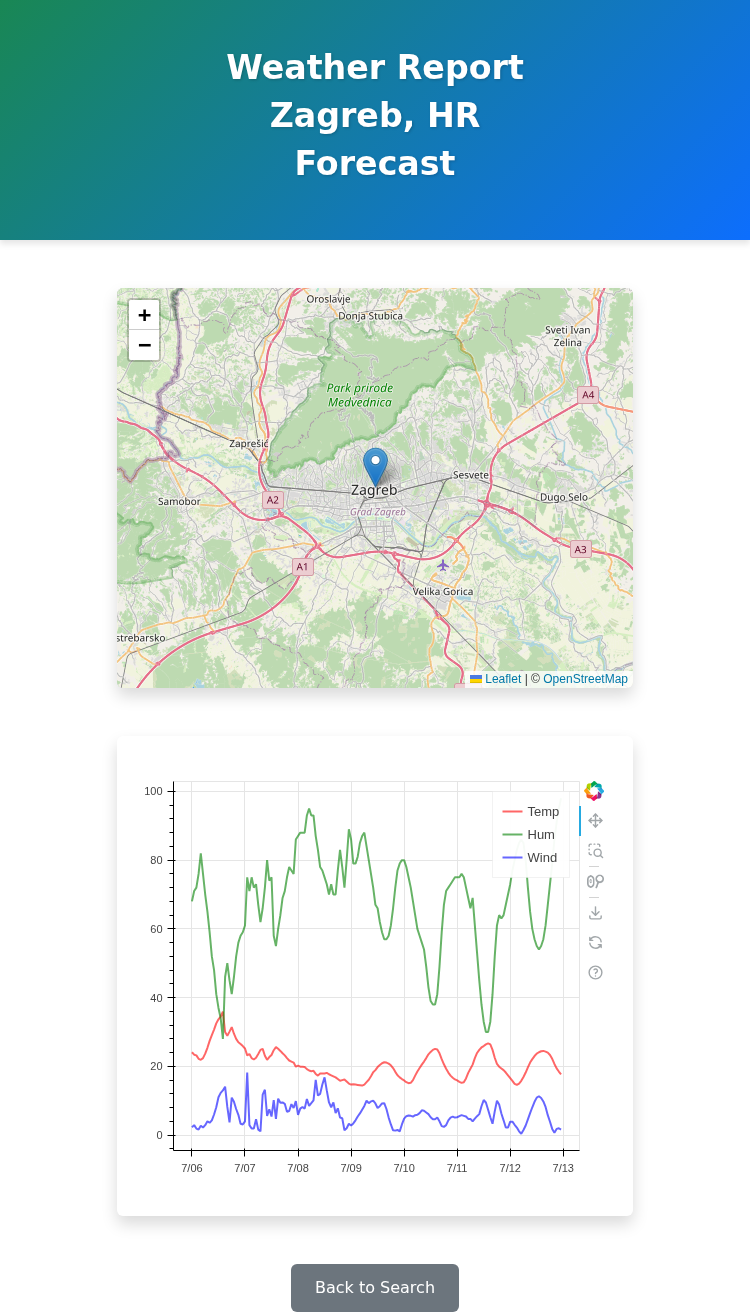 Weather Report
Zagreb, HR
Forecast
+
−
Oroslavje
Donja Stubica
Sveti Ivan
Zelina
Park prirode
Medvednica
A4
Zaprešić
Sesvete
Zagreb
Samobor
A2
Dugo Selo
Grad Zagreb
A3
A1
Velika Gorica
strebarsko
Leaflet | © OpenStreetMap
100
80
60
40
20
0
Temp
Hum
Wind
7/06 7/07 7/08 7/09 7/10 7/11 7/12 7/13
Back to Search